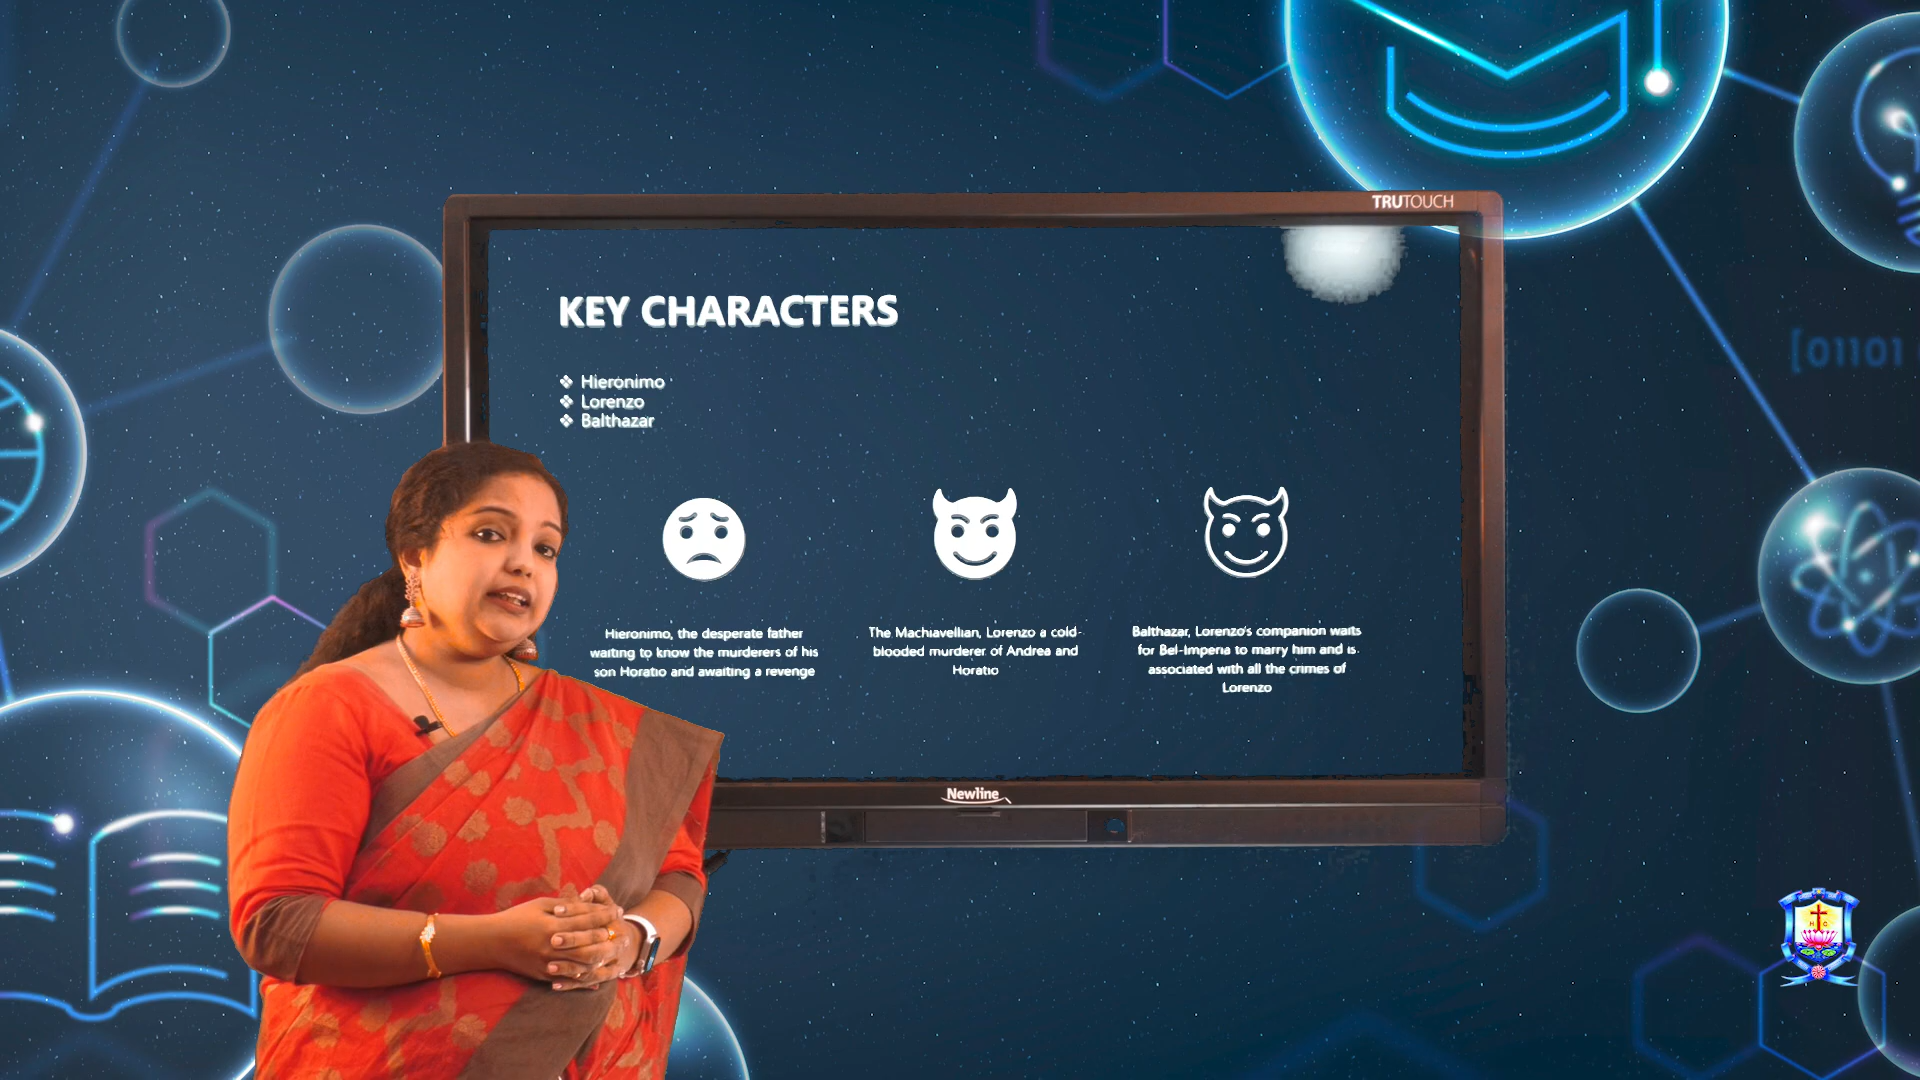 TRUTOUCH
[01101
KEY CHARACTERS
❖ Hieronimo
❖ Lorenzo
❖ Balthazar
Hieronimo, the desperate father
waiting to know the murderers of his
son Horatio and awaiting a revenge
The Machiavellian, Lorenzo a cold-
blooded murderer of Andrea and
Horatio
Balthazar, Lorenzo's companion waits
for Bel-Imperia to marry him and is
associated with all the crimes of
Lorenzo
Newline
H C